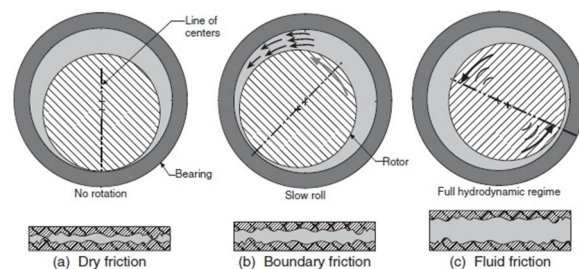 Line of
centers
Bearing
Rotor
No rotation
Slow roll
Full hydrodynamic regime
(a) Dry friction
(b) Boundary friction
(c) Fluid friction